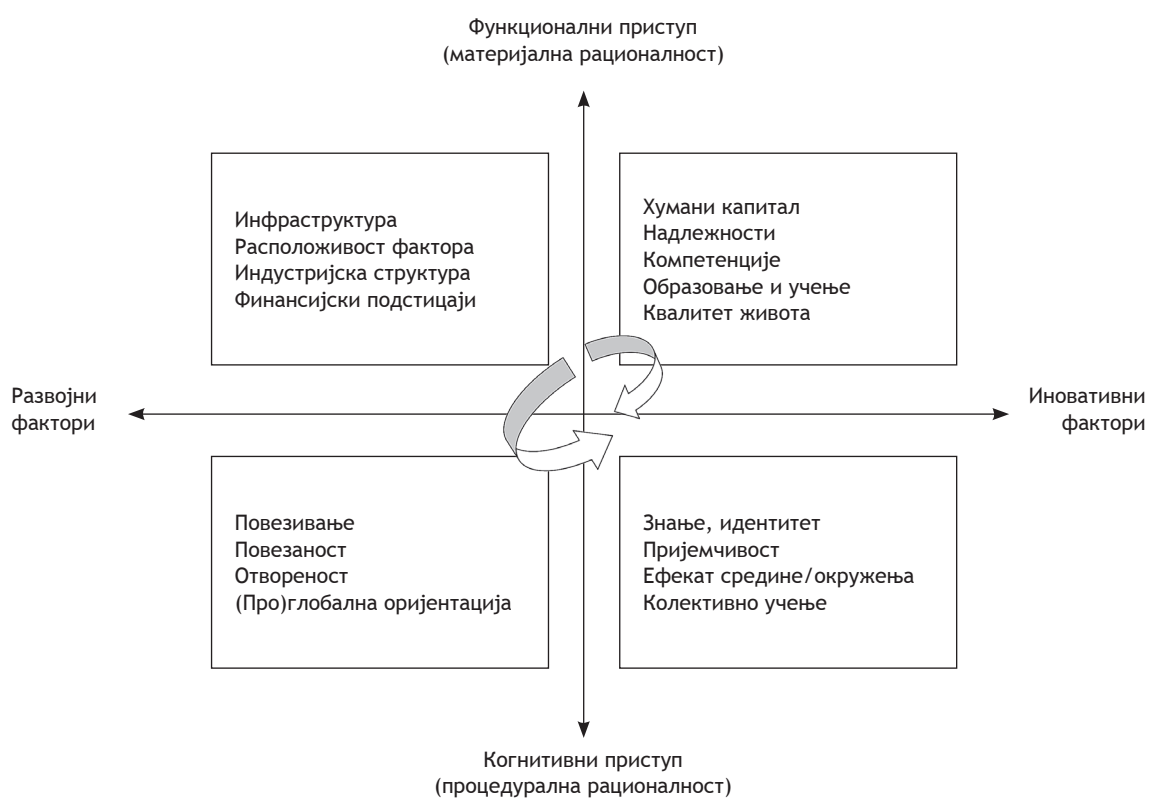 Функционални приступ
(материјална рационалност)
Инфраструктура
Расположивост фактора
Индустријска структура
Финансијски подстицаји
Хумани капитал
Надлежности
Компетенције
Образовање и учење
Квалитет живота
Развојни
фактори
Иновативни
фактори
Повезивање
Повезаност
Отвореност
(Про)глобална оријентација
Знање, идентитет
Пријемчивост
Ефекат средине/окружења
Колективно учење
Когнитивни приступ
(процедурална рационалност)